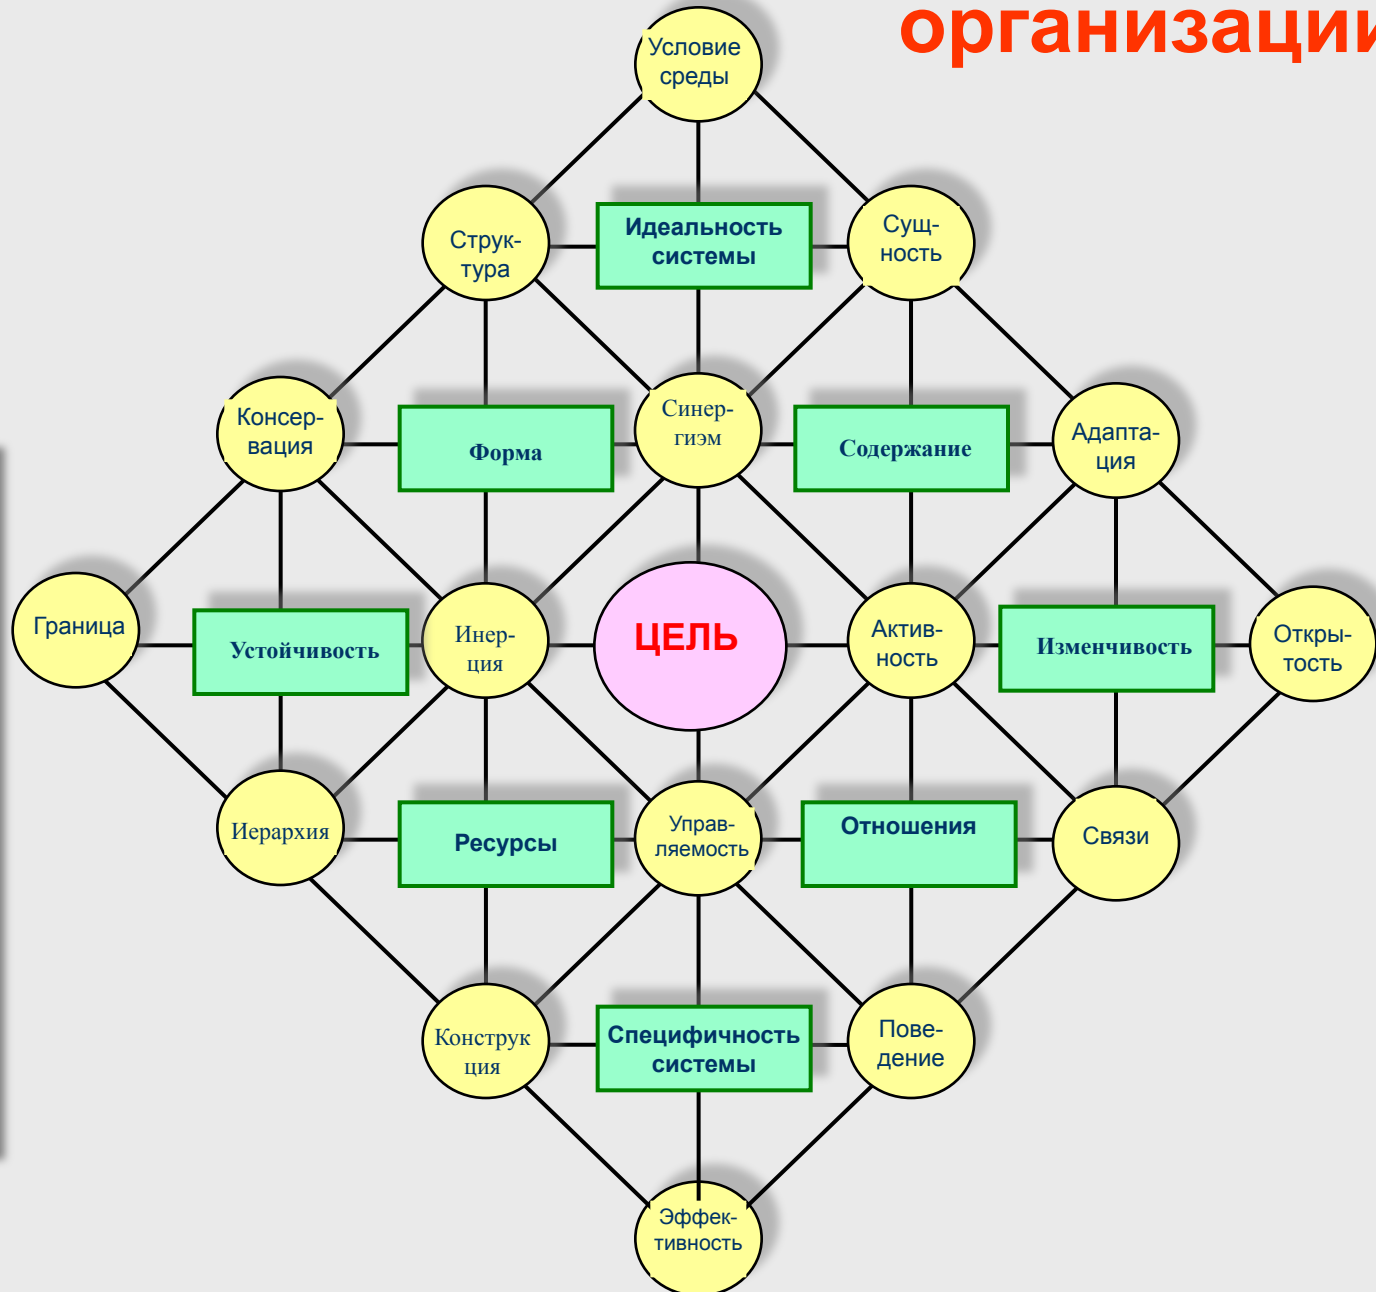 организации
Условие
среды
Струк-
тура
Идеальность
системы
Сущ-
ность
Консер-
вация
Форма
Синер-
гизм
Содержание
Адапта-
ция
Граница
Устойчивость
Инер-
ция
ЦЕЛЬ
Актив-
ность
Изменчивость
Откры-
тость
Иерархия
Ресурсы
Управ-
ляемость
Отношения
Связи
Конструк
ция
Специфичность
системы
Пове-
дение
Эффек-
тивность